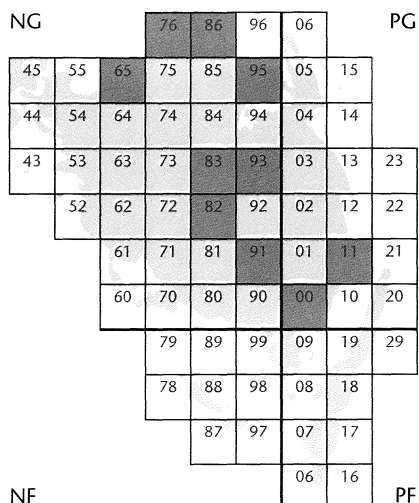 NG 76 86 96 06 PG
45 55 65 75 85 95 05 15
44 54 64 74 84 94 04 14
43 53 63 73 83 93 03 13 23
52 62 72 82 92 02 12 22
61 71 81 91 01 11 21
60 70 80 90 00 10 20
79 89 99 09 19 29
78 88 98 08 18
87 97 07 17
NF 06 16 PF